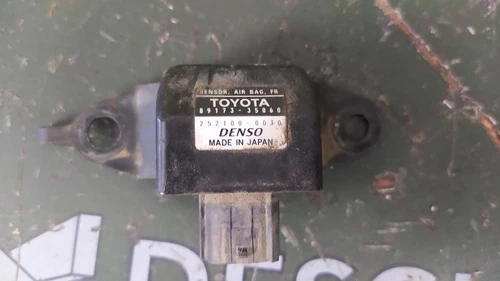 SENSOR, AIR BAG, FR
TOYOTA
89173-35060
252100-0030
DENSO
MADE IN JAPAN